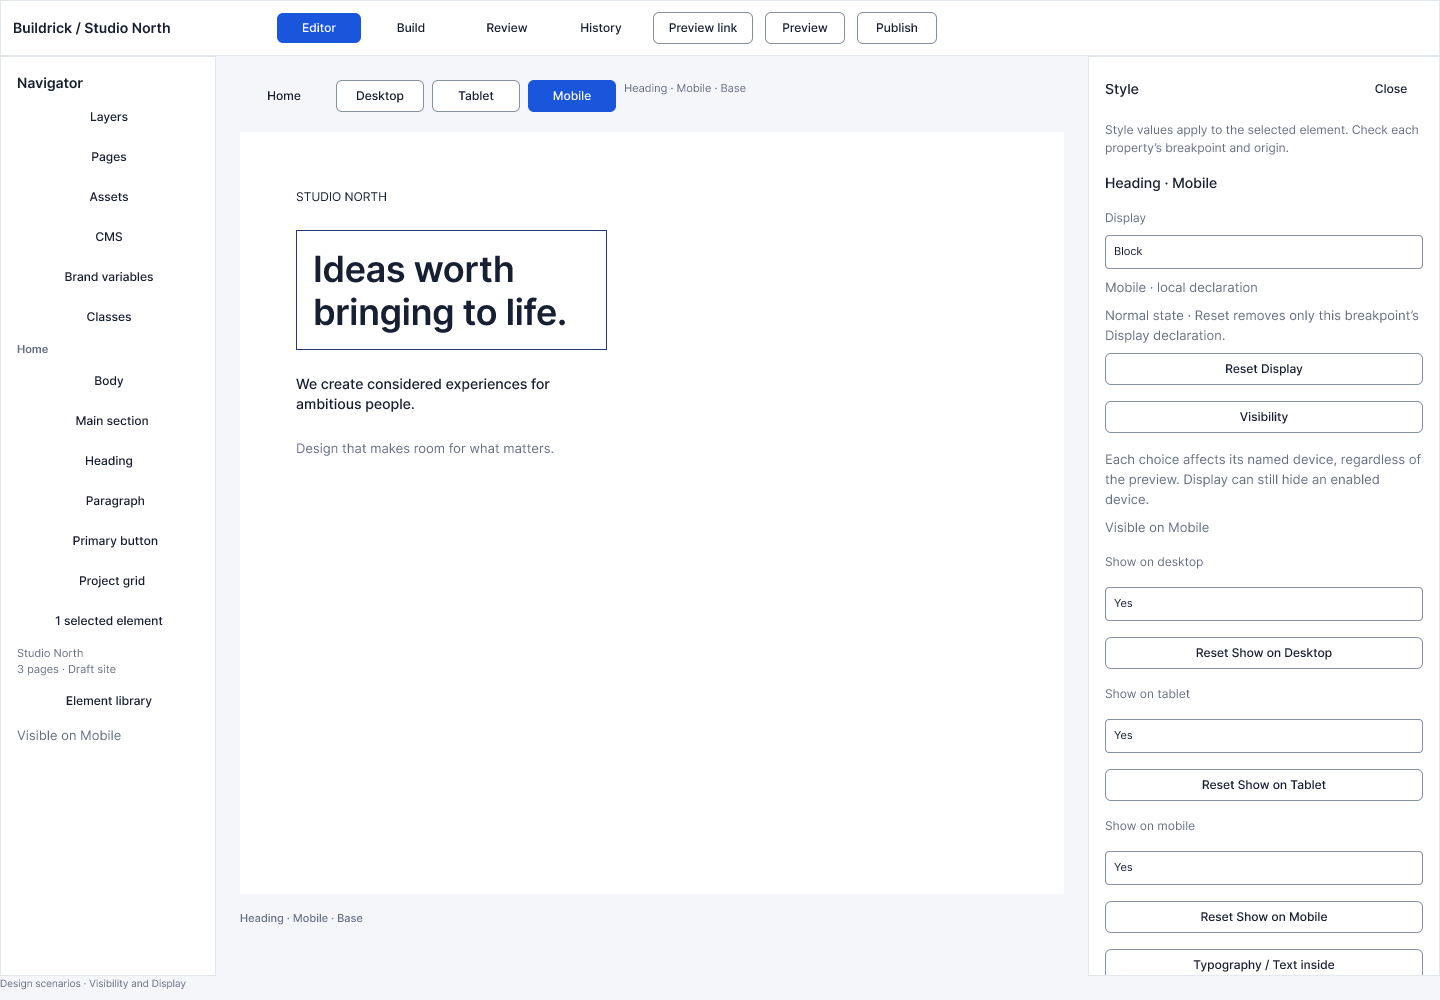 Buildrick / Studio North
Editor
Build
Review
History
Preview link
Preview
Publish
Navigator
Layers
Pages
Assets
CMS
Brand variables
Classes
Home
Body
Main section
Heading
Paragraph
Primary button
Project grid
1 selected element
Studio North
3 pages · Draft site
Element library
Visible on Mobile
Home
Desktop
Tablet
Mobile
Heading · Mobile · Base
STUDIO NORTH
Ideas worth
bringing to life.
We create considered experiences for
ambitious people.
Design that makes room for what matters.
Heading · Mobile · Base
Style
Close
Style values apply to the selected element. Check each
property’s breakpoint and origin.
Heading · Mobile
Display
Block
Mobile · local declaration
Normal state · Reset removes only this breakpoint’s
Display declaration.
Reset Display
Visibility
Each choice affects its named device, regardless of
the preview. Display can still hide an enabled
device.
Visible on Mobile
Show on desktop
Yes
Reset Show on Desktop
Show on tablet
Yes
Reset Show on Tablet
Show on mobile
Yes
Reset Show on Mobile
Typography / Text inside
Design scenarios · Visibility and Display